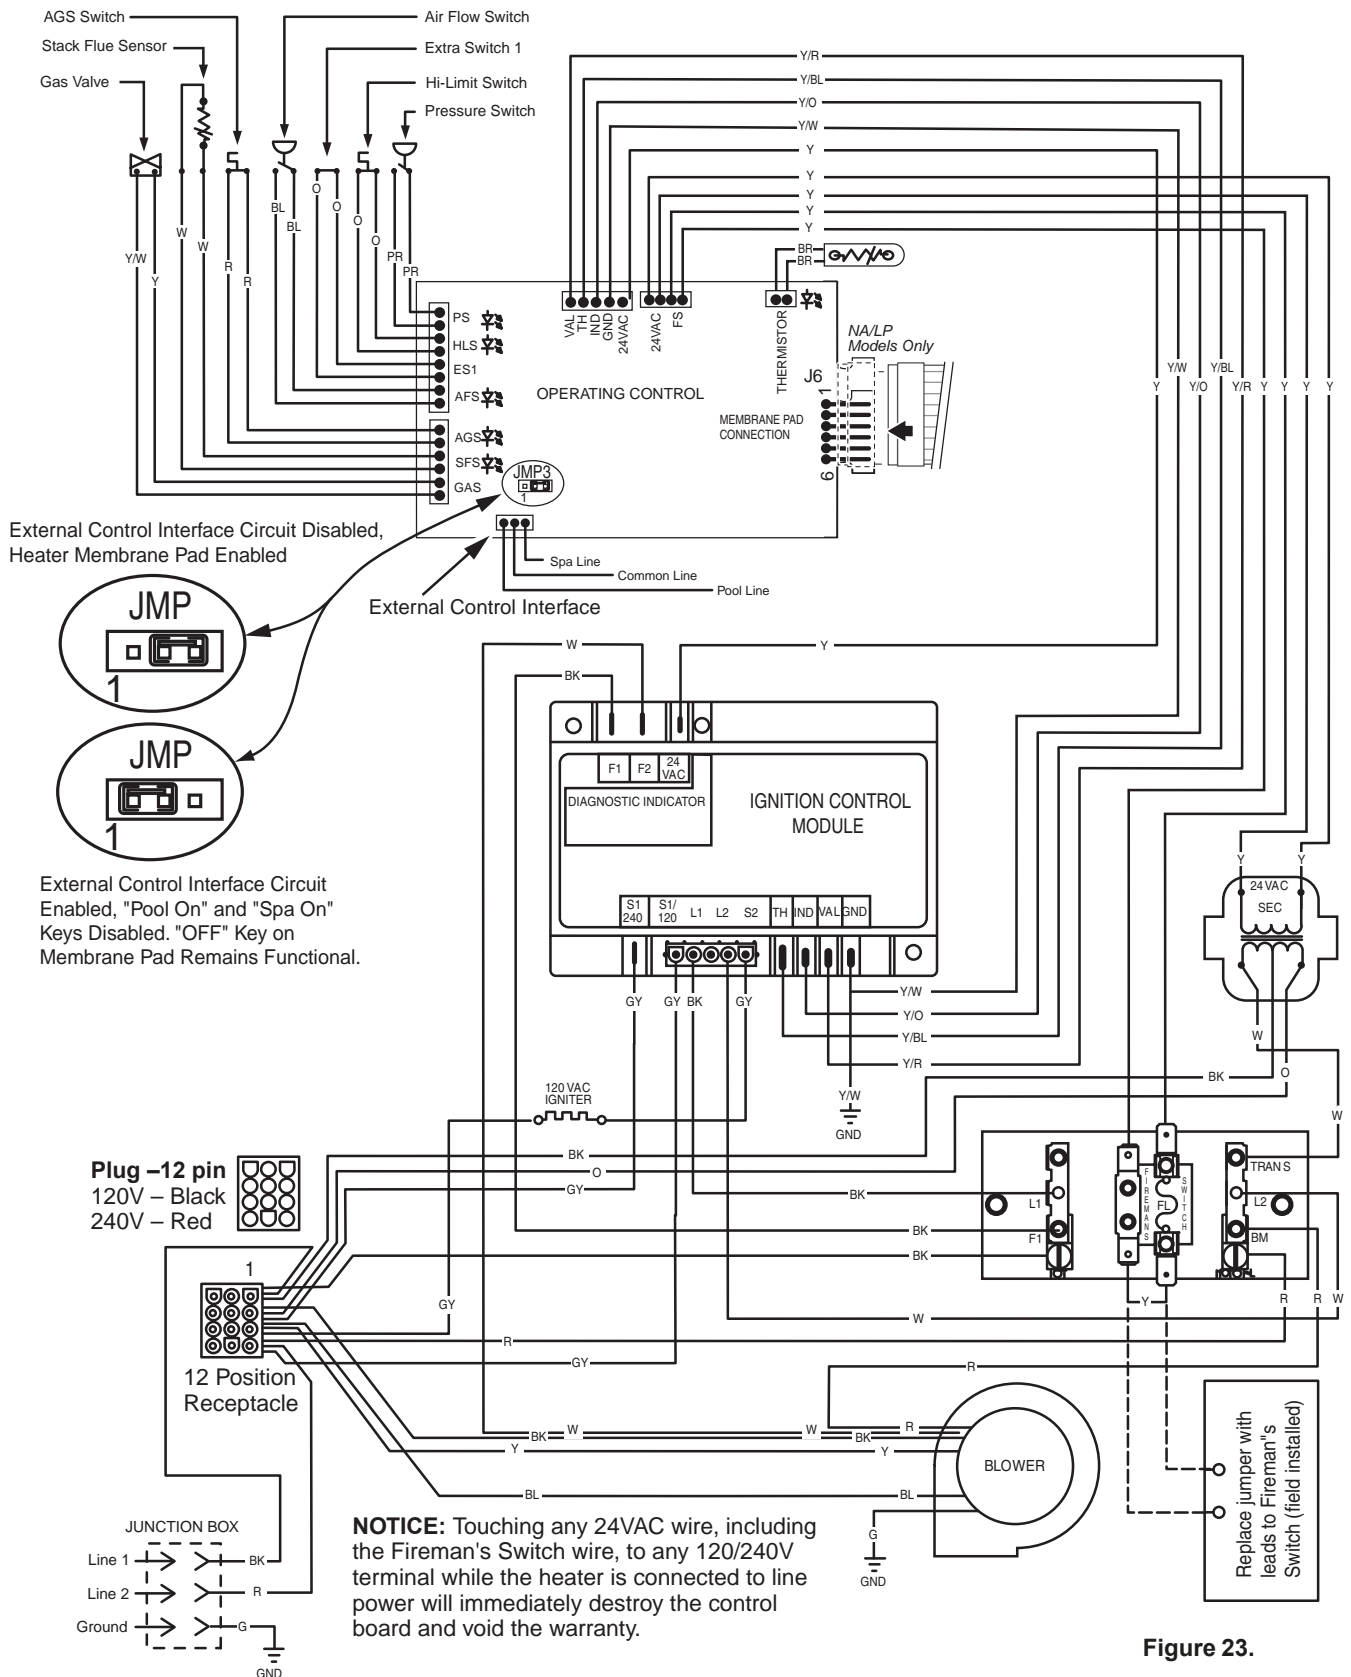 AGS Switch
Stack Flue Sensor
Gas Valve
Air Flow Switch
Extra Switch 1
Hi-Limit Switch
Pressure Switch
Y/R
Y/BL
Y/O
Y/W
Y
Y
Y
Y
Y
Y/W
Y
W
W
R
R
BL
BL
O
O
O
O
PR
PR
BR
BR
PS
HLS
ES1
AFS
AGS
SFS
GAS
VAL
TH
IND
GND
24VAC
24VAC
FS
THERMISTOR
OPERATING CONTROL
NA/LP
Models Only
J6
1
6
MEMBRANE PAD
CONNECTION
JMP3
1
Y
Y/W
Y/O
Y/BL
Y/R
Y
Y
Y
Y
External Control Interface Circuit Disabled,
Heater Membrane Pad Enabled
JMP
1
JMP
1
External Control Interface Circuit
Enabled, "Pool On" and "Spa On"
Keys Disabled. "OFF" Key on
Membrane Pad Remains Functional.
Spa Line
Common Line
Pool Line
External Control Interface
W
BK
Y
F1
F2
24
VAC
DIAGNOSTIC INDICATOR
IGNITION CONTROL
MODULE
S1
240
S1/
120
L1
L2
S2
TH
IND
VAL
GND
GY
GY
BK
GY
Y/W
Y/O
Y/BL
Y/R
Y/W
GND
Y
Y
24 VAC
SEC
W
BK
O
W
120 VAC
IGNITER
BK
O
GY
BK
BK
BK
TRANS
L1
F1
FIREMANS
FL
SWITCH
L2
BM
Y
R
R
W
W
Plug –12 pin
120V – Black
240V – Red
1
12 Position
Receptacle
GY
R
GY
R
W
W
R
BK
BK
Y
Y
BL
BL
BLOWER
G
GND
Replace jumper with
leads to Fireman"s
Switch (field installed)
JUNCTION BOX
Line 1
BK
Line 2
R
Ground
G
GND
NOTICE: Touching any 24VAC wire, including
the Fireman's Switch wire, to any 120/240V
terminal while the heater is connected to line
power will immediately destroy the control
board and void the warranty.
Figure 23.